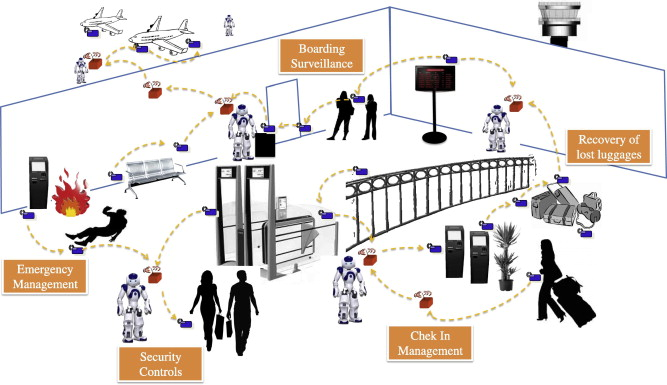 Boarding
Surveillance
Recovery of
lost luggages
Emergency
Management
Security
Controls
Chek In
Management